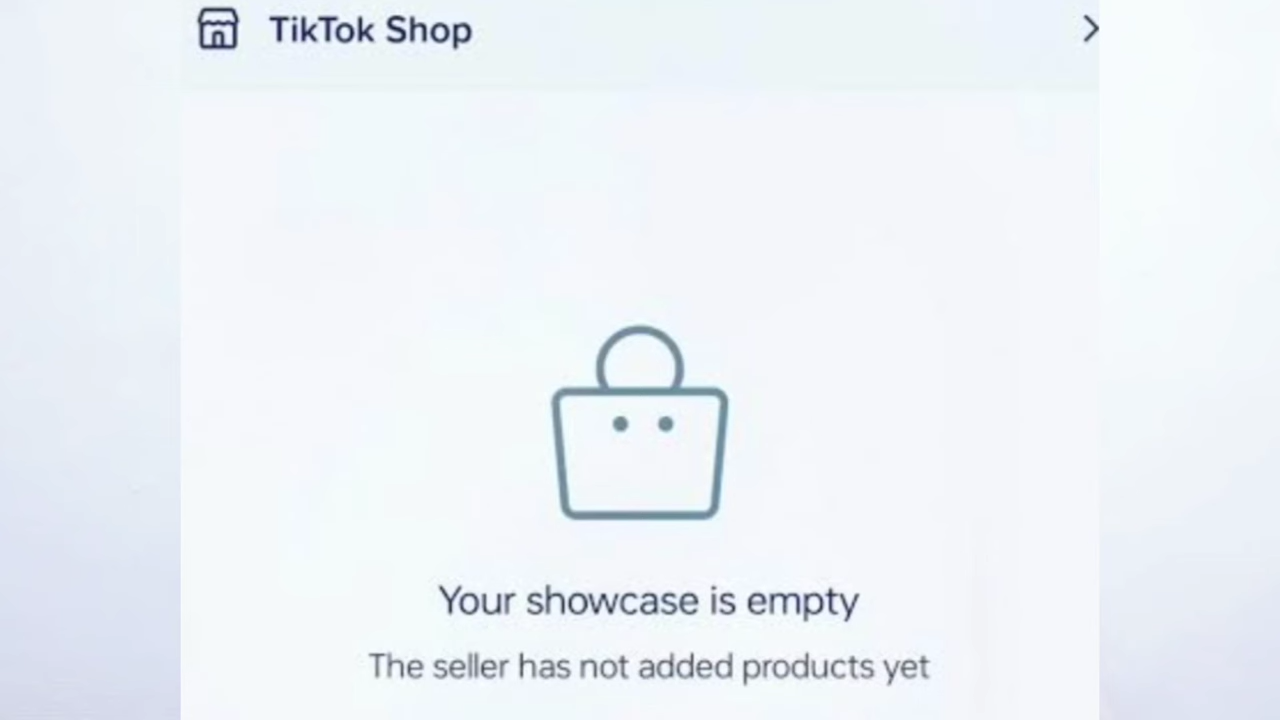 TikTok Shop
Your showcase is empty
The seller has not added products yet